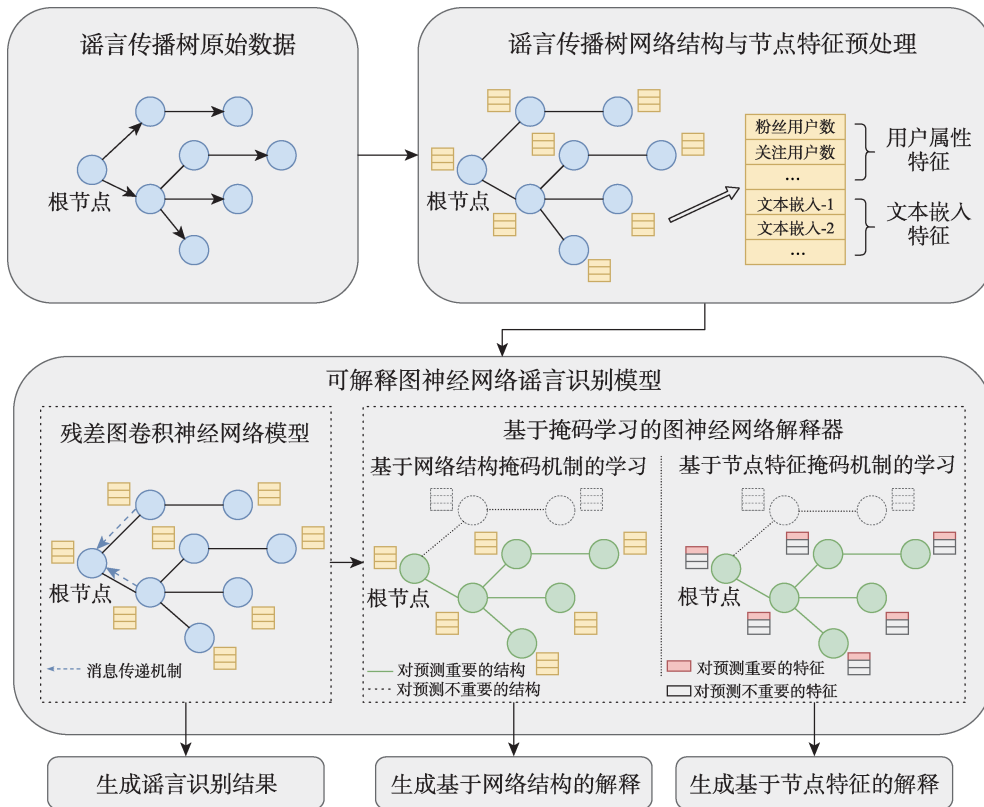 谣言传播树原始数据
根节点
谣言传播树网络结构与节点特征预处理
根节点
粉丝用户数
关注用户数
...
文本嵌入-1
文本嵌入-2
...
用户属性
特征
文本嵌入
特征
可解释图神经网络谣言识别模型
残差图卷积神经网络模型
根节点
消息传递机制
基于掩码学习的图神经网络解释器
基于网络结构掩码机制的学习
根节点
对预测重要的结构
对预测不重要的结构
基于节点特征掩码机制的学习
根节点
对预测重要的特征
对预测不重要的特征
生成谣言识别结果
生成基于网络结构的解释
生成基于节点特征的解释